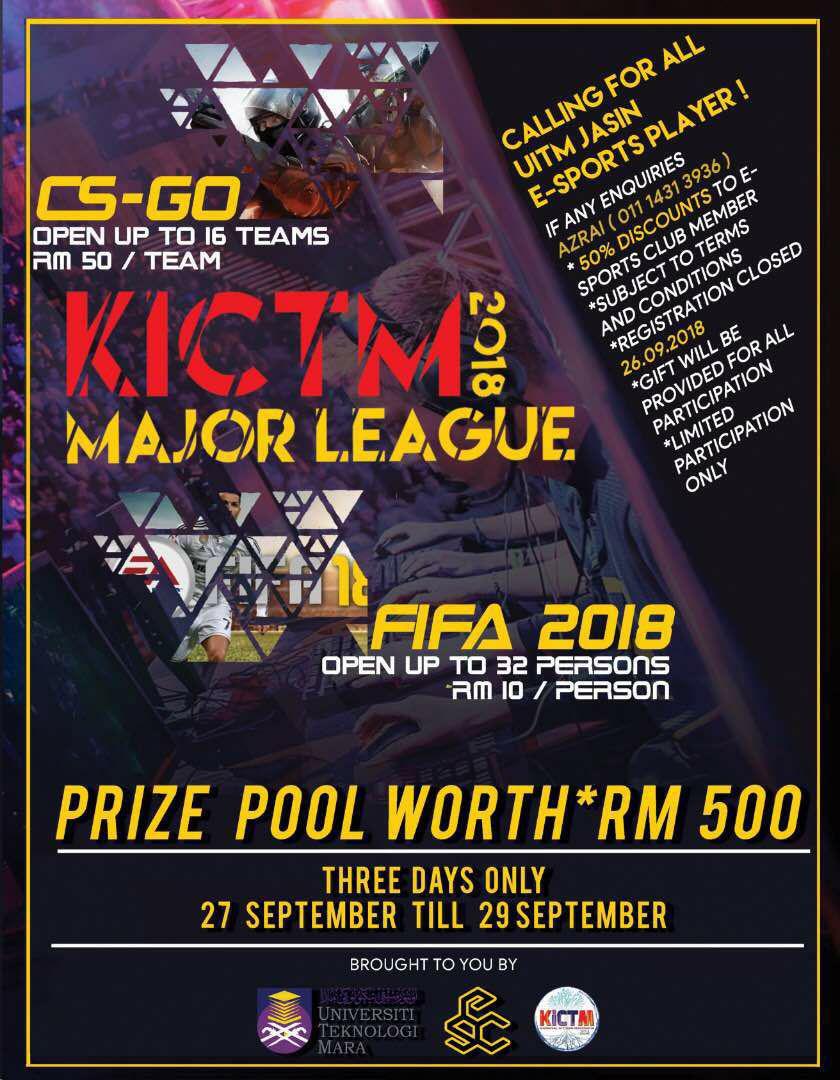 CALLING FOR ALL
UITM JASIN
E-SPORTS PLAYER !
IF ANY ENQUIRIES
AZRAI ( 011 1431 3936 )
* 50% DISCOUNTS TO E-
SPORTS CLUB MEMBER
*SUBJECT TO TERMS
AND CONDITIONS
*REGISTRATION CLOSED
26.09.2018
*GIFT WILL BE
PROVIDED FOR ALL
PARTICIPATION
*LIMITED
PARTICIPATION
ONLY
CS-GO
OPEN UP TO 16 TEAMS
RM 50 / TEAM
KICTM 2018
MAJOR LEAGUE
EA FIFA 18
FIFA 2018
OPEN UP TO 32 PERSONS
*RM 10 / PERSON
PRIZE POOL WORTH*RM 500
THREE DAYS ONLY
27 SEPTEMBER TILL 29 SEPTEMBER
BROUGHT TO YOU BY
UNIVERSITI
TEKNOLOGI
MARA
KICTM